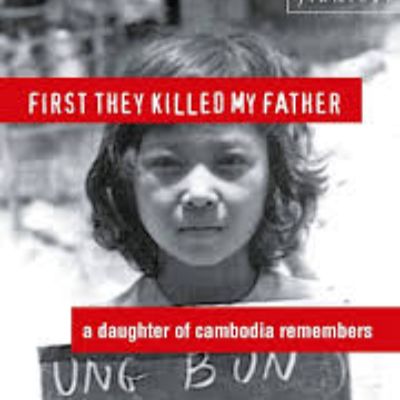 FIRST THEY KILLED MY FATHER
a daughter of cambodia remembers
UNG BUN